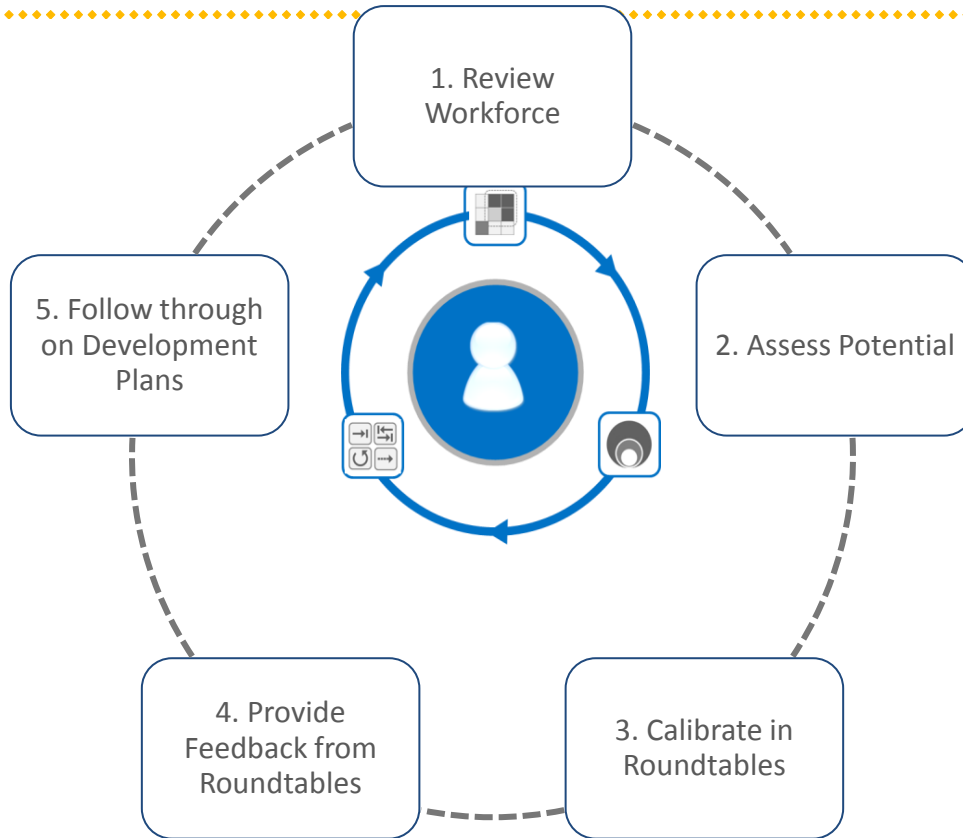 1. Review
Workforce
2. Assess Potential
3. Calibrate in
Roundtables
4. Provide
Feedback from
Roundtables
5. Follow through
on Development
Plans